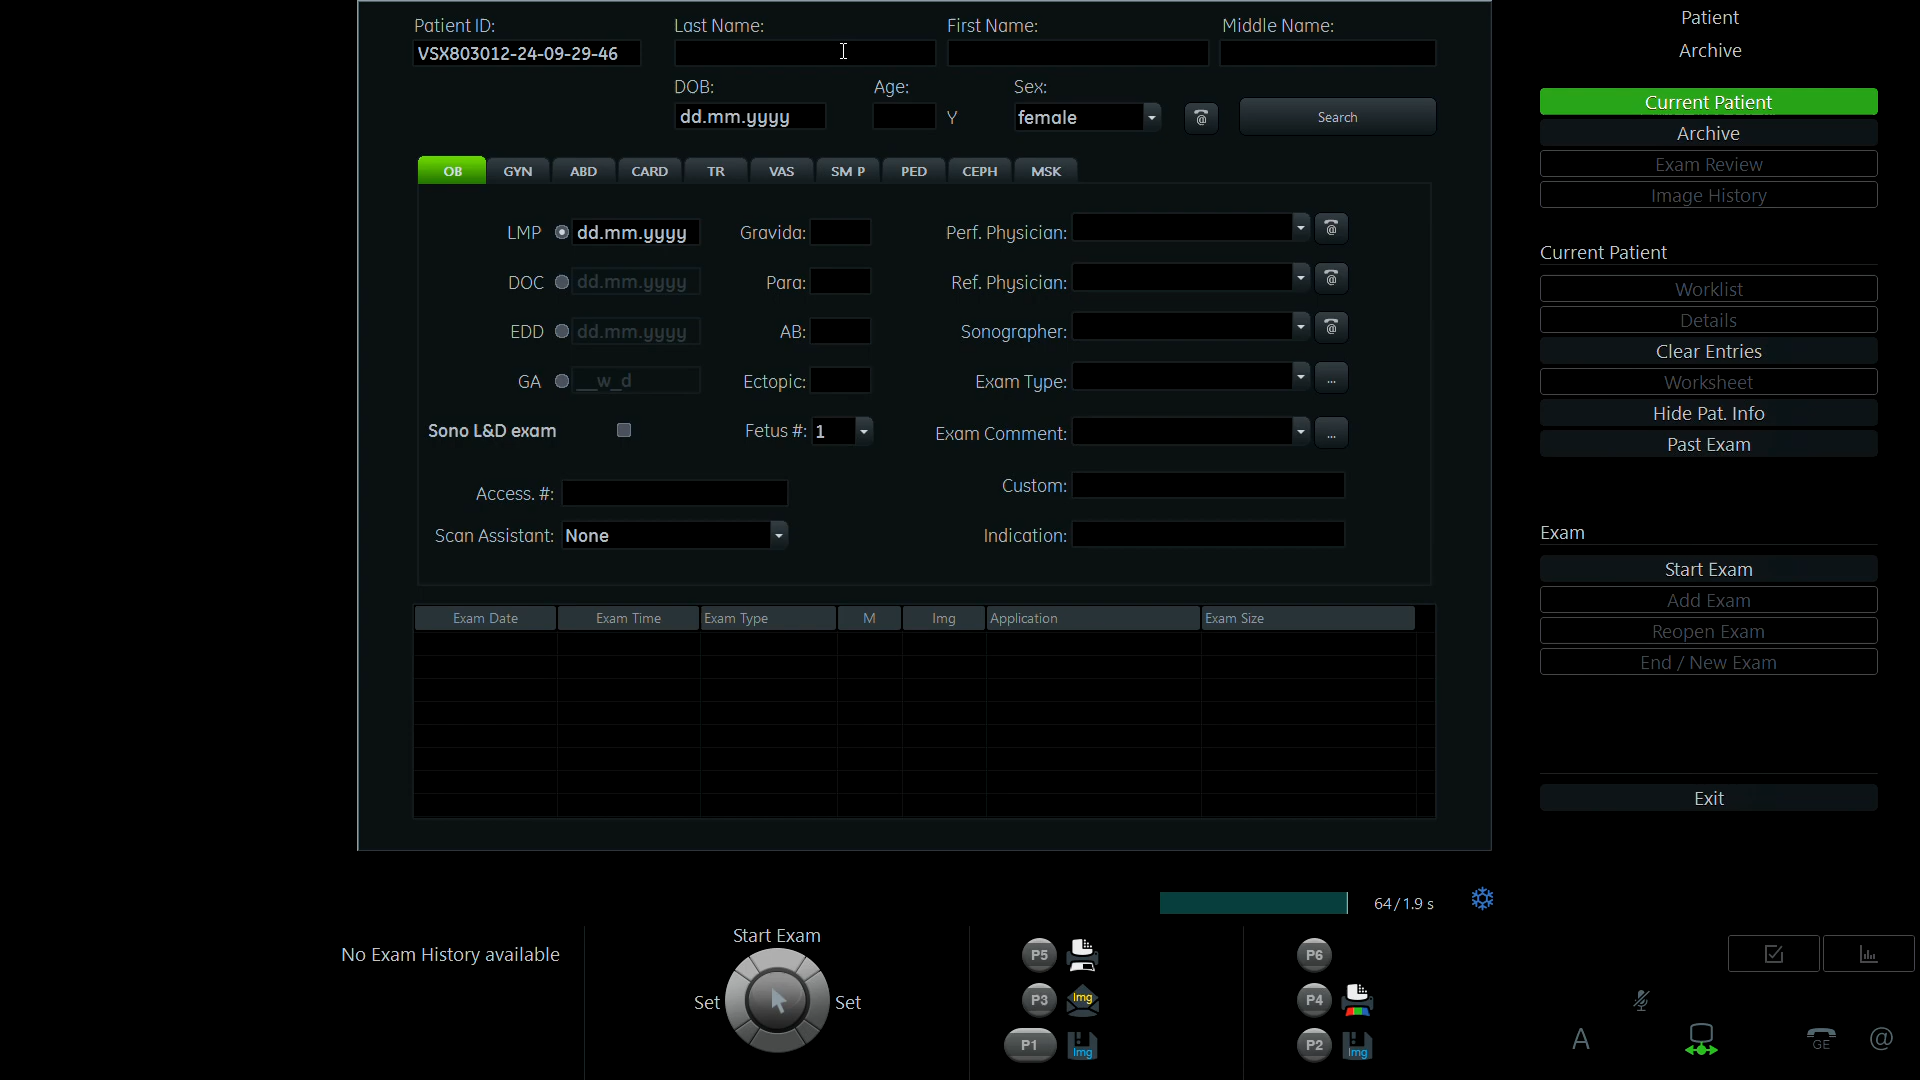 Patient ID: Last Name: First Name: Middle Name:
VSX803012-24-09-29-46
DOB: Age: Sex:
dd.mm.yyyy Y female @ Search
OB GYN ABD CARD TR VAS SM P PED CEPH MSK
LMP dd.mm.yyyy Gravida: Perf. Physician: @
DOC dd.mm.yyyy Para: Ref. Physician: @
EDD dd.mm.yyyy AB: Sonographer: @
GA __w_d Ectopic: Exam Type: ...
Sono L&D exam Fetus #: 1 Exam Comment: ...
Access. #: Custom:
Scan Assistant: None Indication:
Exam Date Exam Time Exam Type M Img Application Exam Size
Patient
Archive
Current Patient
Archive
Exam Review
Image History
Current Patient
Worklist
Details
Clear Entries
Worksheet
Hide Pat. Info
Past Exam
Exam
Start Exam
Add Exam
Reopen Exam
End / New Exam
Exit
64/1.9 s
No Exam History available
Start Exam
Set Set
P5 P6
P3 Img P4
P1 Img P2 Img
A GE @